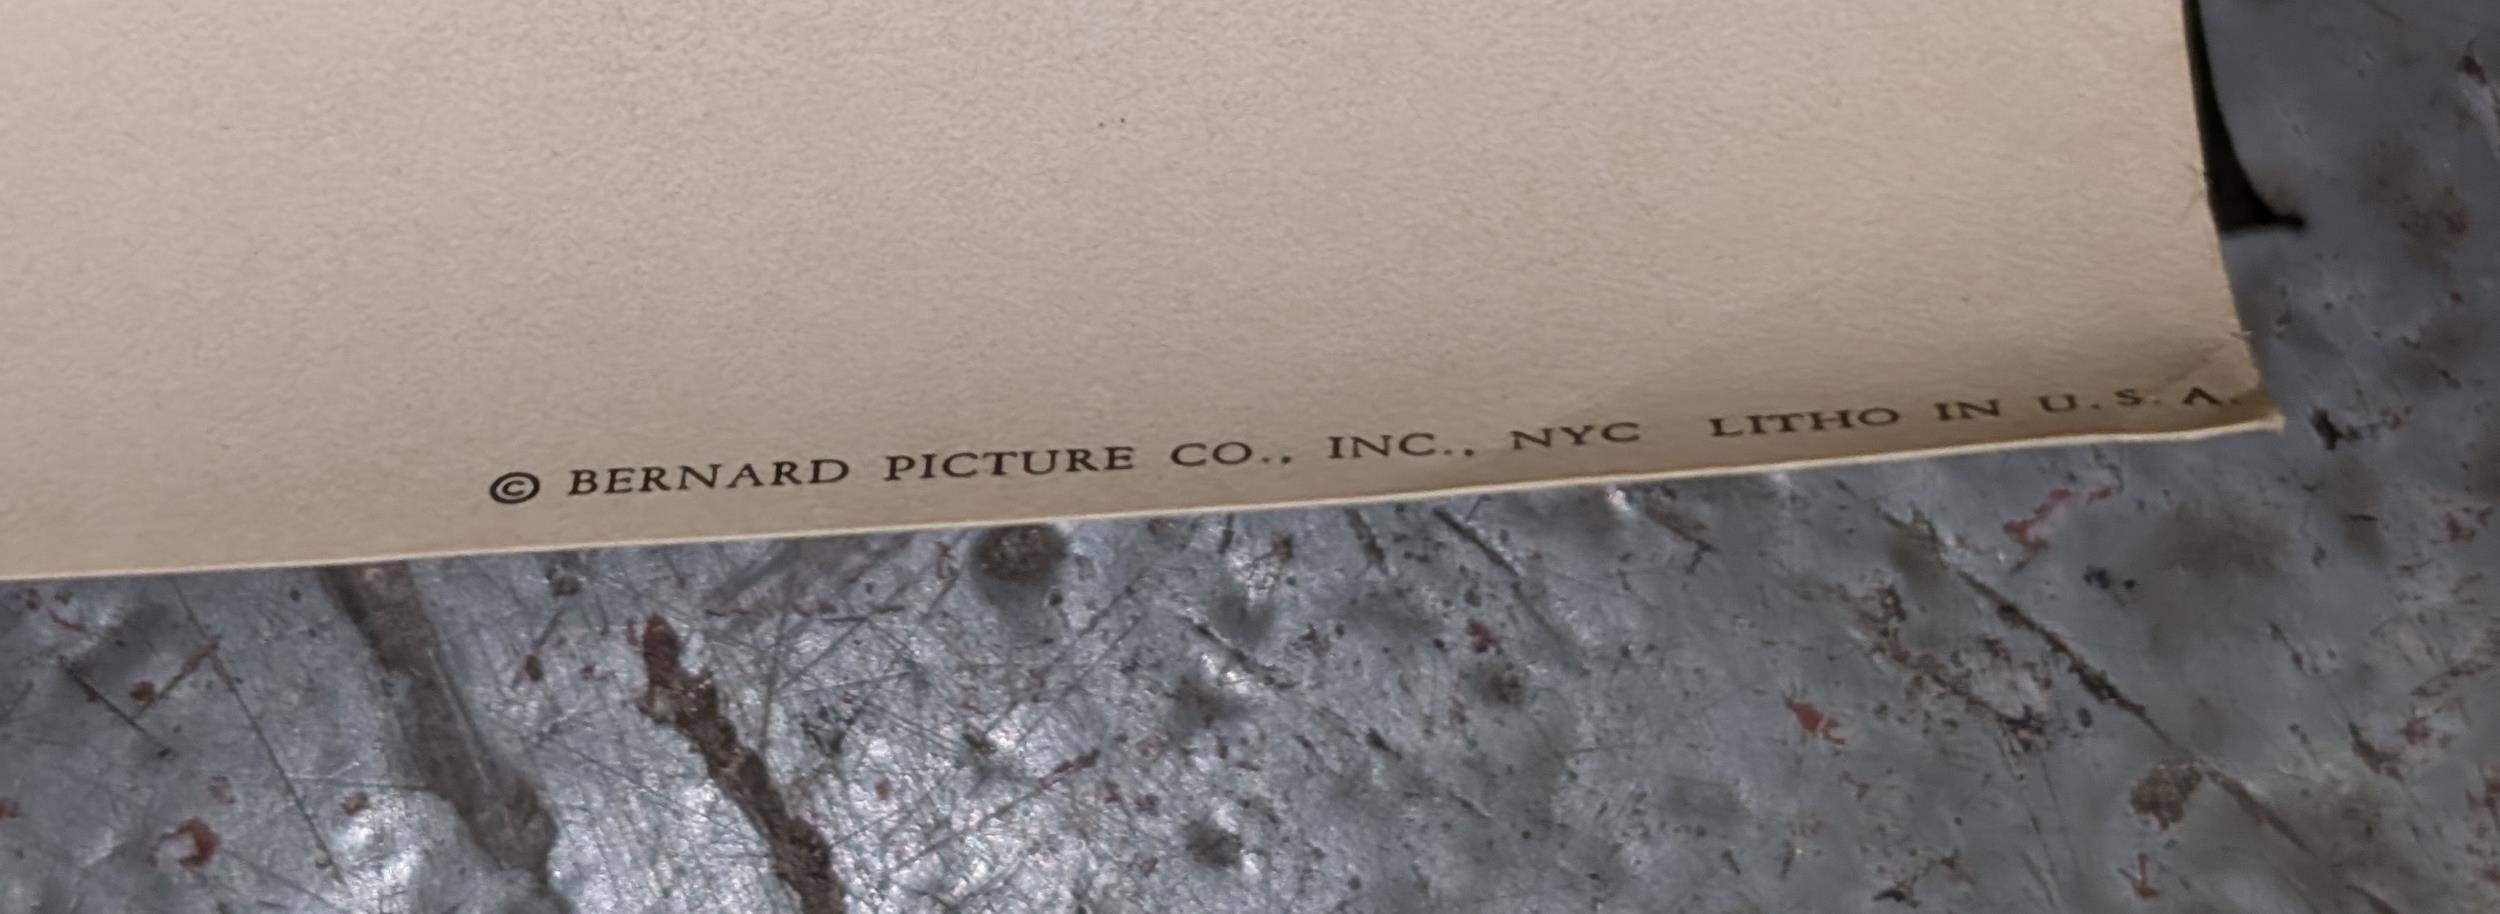 © BERNARD PICTURE CO., INC., NYC LITHO IN U.S.A.